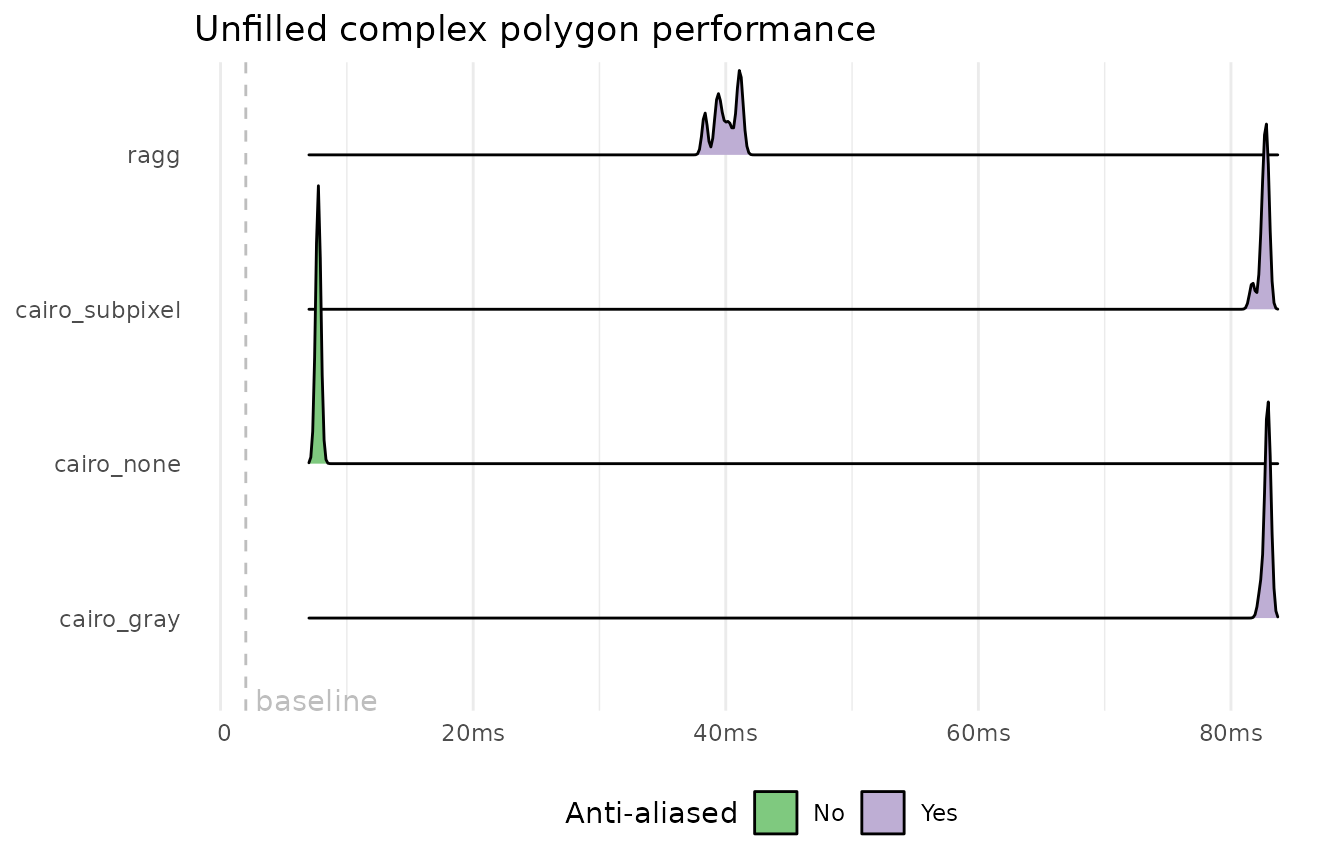 Unfilled complex polygon performance
ragg
cairo_subpixel
cairo_none
cairo_gray
baseline
0 20ms 40ms 60ms 80ms
Anti-aliased No Yes